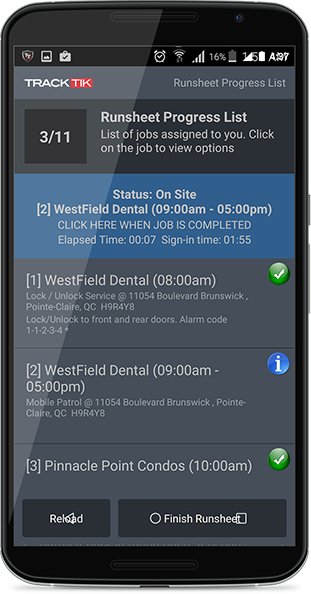 16%
TRACKTIK
Runsheet Progress List
3/11
Runsheet Progress List
List of jobs assigned to you. Click
on the job to view options
Status: On Site
[2] WestField Dental (09:00am - 05:00pm)
CLICK HERE WHEN JOB IS COMPLETED
Elapsed Time: 00:07 Sign-in time: 01:55
[1] WestField Dental (08:00am)
Lock / Unlock Service @ 11054 Boulevard Brunswick ,
Pointe-Claire, QC H9R4Y8
Lock/Unlock to front and rear doors. Alarm code
1-1-2-3-4 *
[2] WestField Dental (09:00am -
05:00pm)
Mobile Patrol @ 11054 Boulevard Brunswick , Pointe-
Claire, QC H9R4Y8
[3] Pinnacle Point Condos (10:00am)
Reload
Finish Runsheet